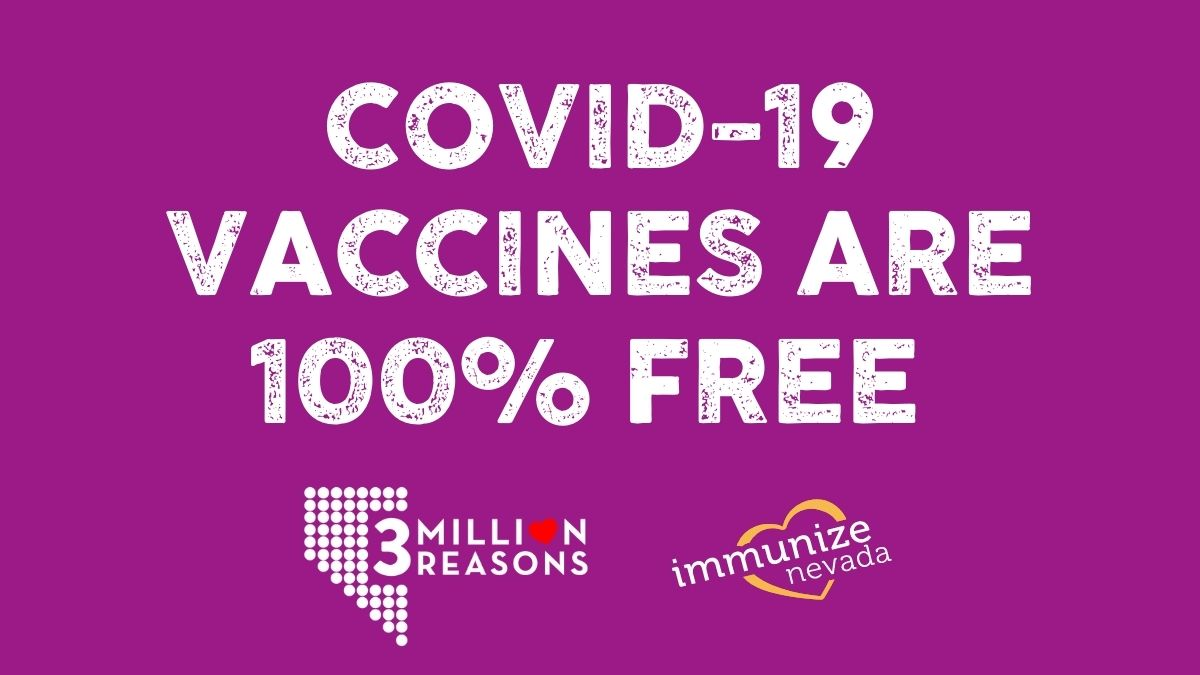 COVID-19
VACCINES ARE
100% FREE
3 MILLION
REASONS
immunize
nevada